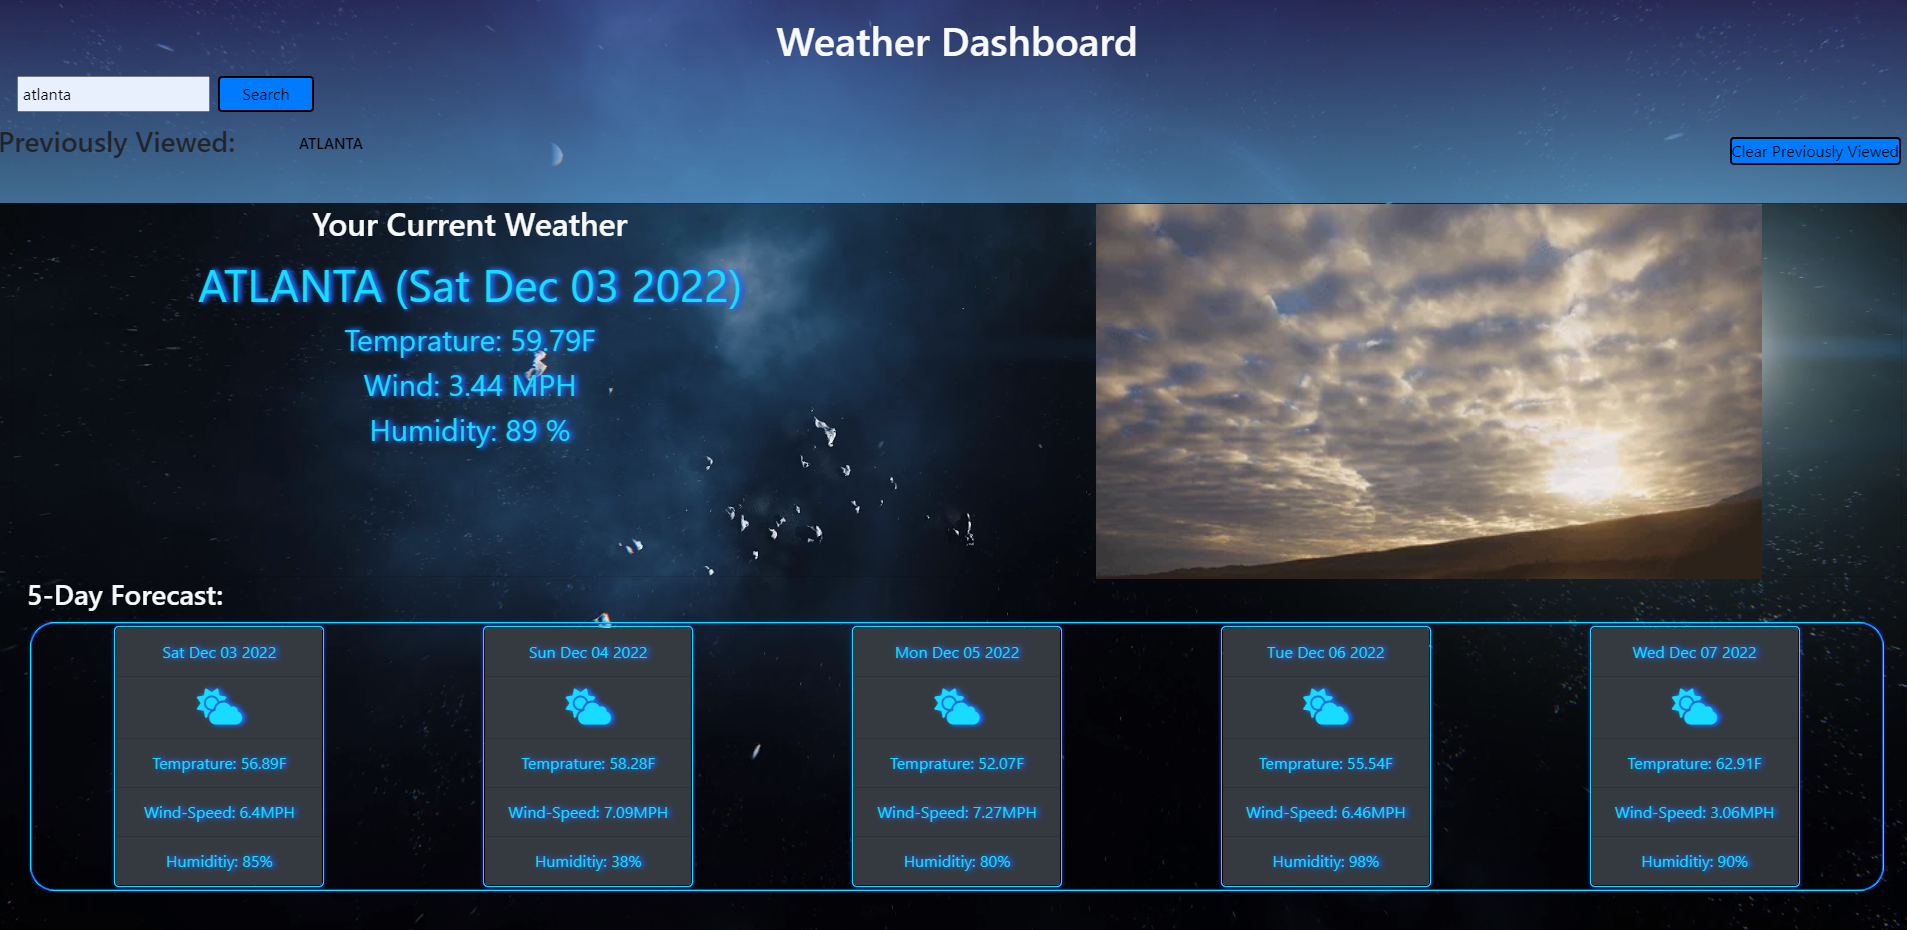 Weather Dashboard
atlanta Search
Previously Viewed: ATLANTA Clear Previously Viewed
Your Current Weather
ATLANTA (Sat Dec 03 2022)
Temprature: 59.79F
Wind: 3.44 MPH
Humidity: 89 %
5-Day Forecast:
Sat Dec 03 2022
Temprature: 56.89F
Wind-Speed: 6.4MPH
Humiditiy: 85%
Sun Dec 04 2022
Temprature: 58.28F
Wind-Speed: 7.09MPH
Humiditiy: 38%
Mon Dec 05 2022
Temprature: 52.07F
Wind-Speed: 7.27MPH
Humiditiy: 80%
Tue Dec 06 2022
Temprature: 55.54F
Wind-Speed: 6.46MPH
Humiditiy: 98%
Wed Dec 07 2022
Temprature: 62.91F
Wind-Speed: 3.06MPH
Humiditiy: 90%